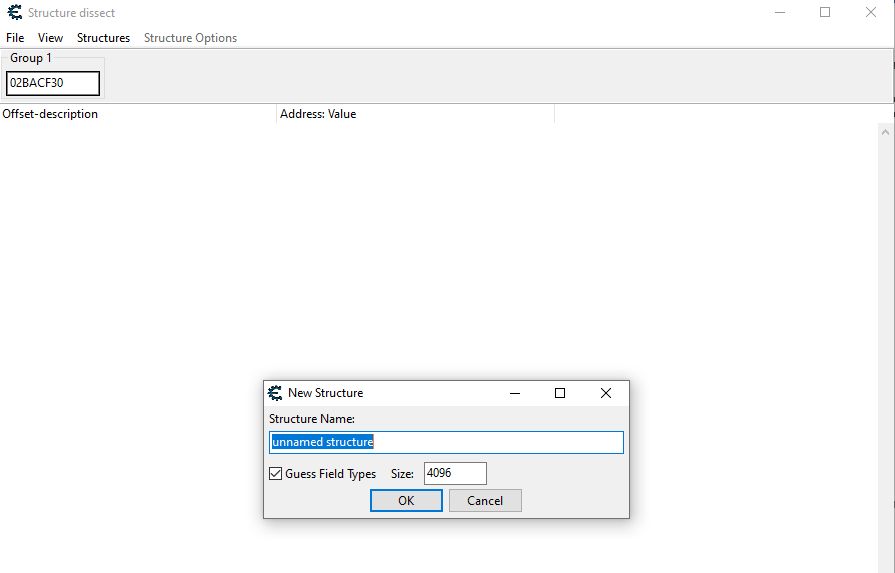 Structure dissect
File View Structures Structure Options
Group 1
02BACF30
Offset-description Address: Value
New Structure
Structure Name:
unnamed structure
Guess Field Types Size: 4096
OK Cancel